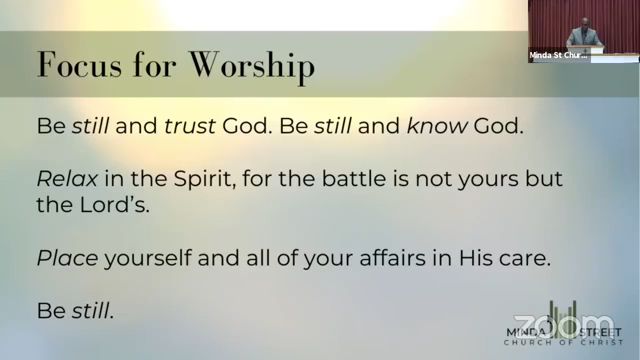 Minda St Chur...
Focus for Worship
Be still and trust God. Be still and know God.
Relax in the Spirit, for the battle is not yours but
the Lord’s.
Place yourself and all of your affairs in His care.
Be still.
zoom
MINDA STREET
CHURCH OF CHRIST